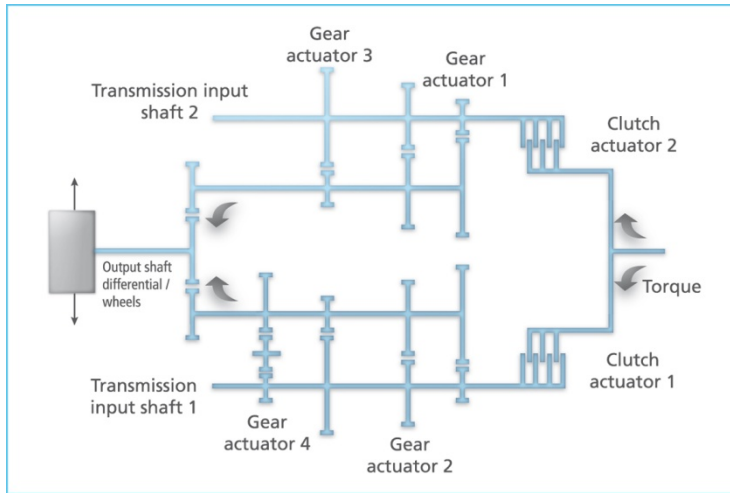 Gear
actuator 3
Gear
actuator 1
Transmission input
shaft 2
Clutch
actuator 2
Output shaft
differential /
wheels
Torque
Transmission
input shaft 1
Clutch
actuator 1
Gear
actuator 4
Gear
actuator 2